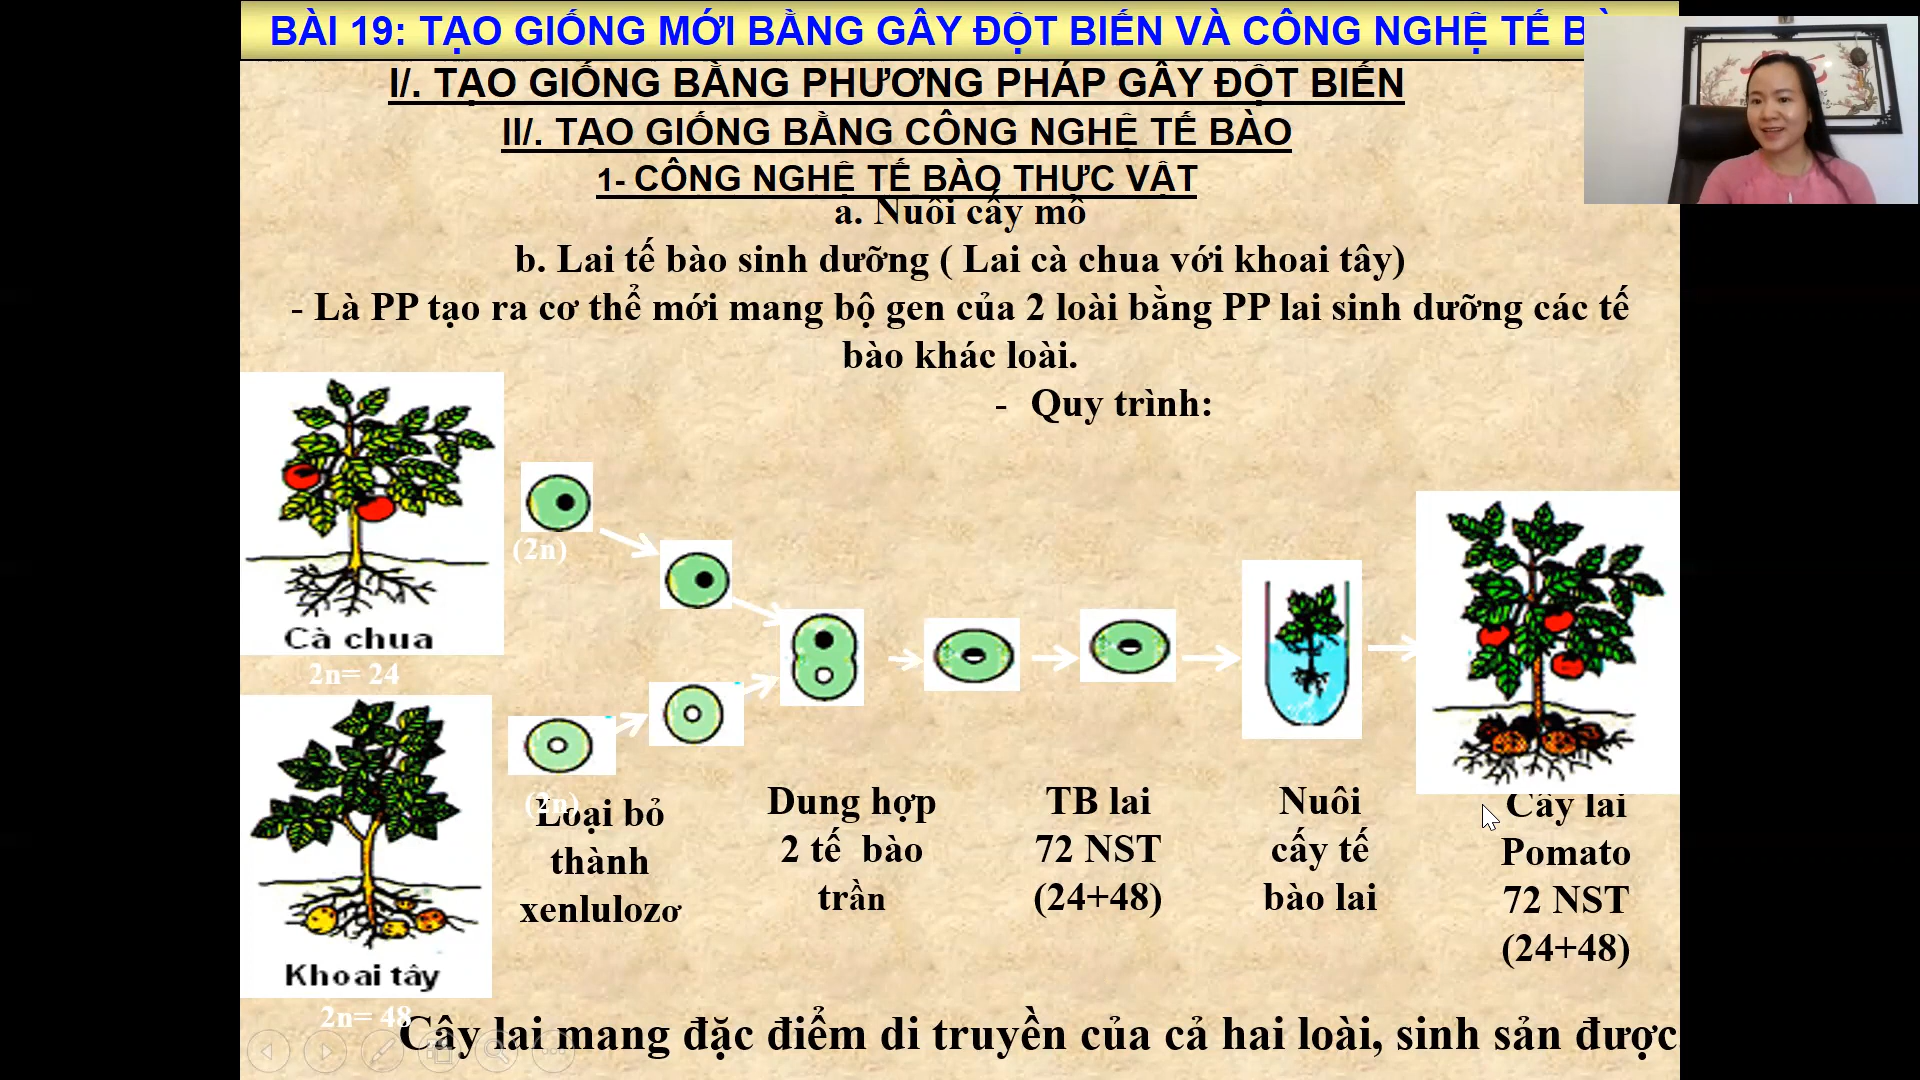 BÀI 19: TẠO GIỐNG MỚI BẰNG GÂY ĐỘT BIẾN VÀ CÔNG NGHỆ TẾ
I/. TẠO GIỐNG BẰNG PHƯƠNG PHÁP GÂY ĐỘT BIẾN
II/. TẠO GIỐNG BẰNG CÔNG NGHỆ TẾ BÀO
1- CÔNG NGHỆ TẾ BÀO THỰC VẬT
a. Nuôi cấy mô
b. Lai tế bào sinh dưỡng ( Lai cà chua với khoai tây)
- Là PP tạo ra cơ thể mới mang bộ gen của 2 loài bằng PP lai sinh dưỡng các tế
bào khác loài.
- Quy trình:
(2n)
Cà chua
2n= 24
(2n)
Khoai tây
2n= 48
Loại bỏ
thành
xenlulozơ
Dung hợp
2 tế bào
trần
TB lai
72 NST
(24+48)
Nuôi
cấy tế
bào lai
Cây lai
Pomato
72 NST
(24+48)
Cây lai mang đặc điểm di truyền của cả hai loài, sinh sản được